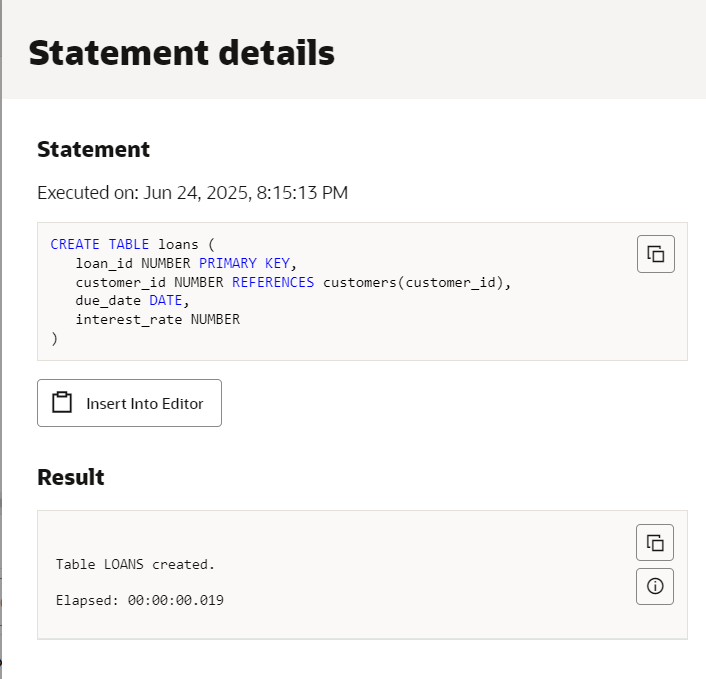 Statement details
Statement
Executed on: Jun 24, 2025, 8:15:13 PM
CREATE TABLE loans (
   loan_id NUMBER PRIMARY KEY,
   customer_id NUMBER REFERENCES customers(customer_id),
   due_date DATE,
   interest_rate NUMBER
)
Insert Into Editor
Result
Table LOANS created.
Elapsed: 00:00:00.019